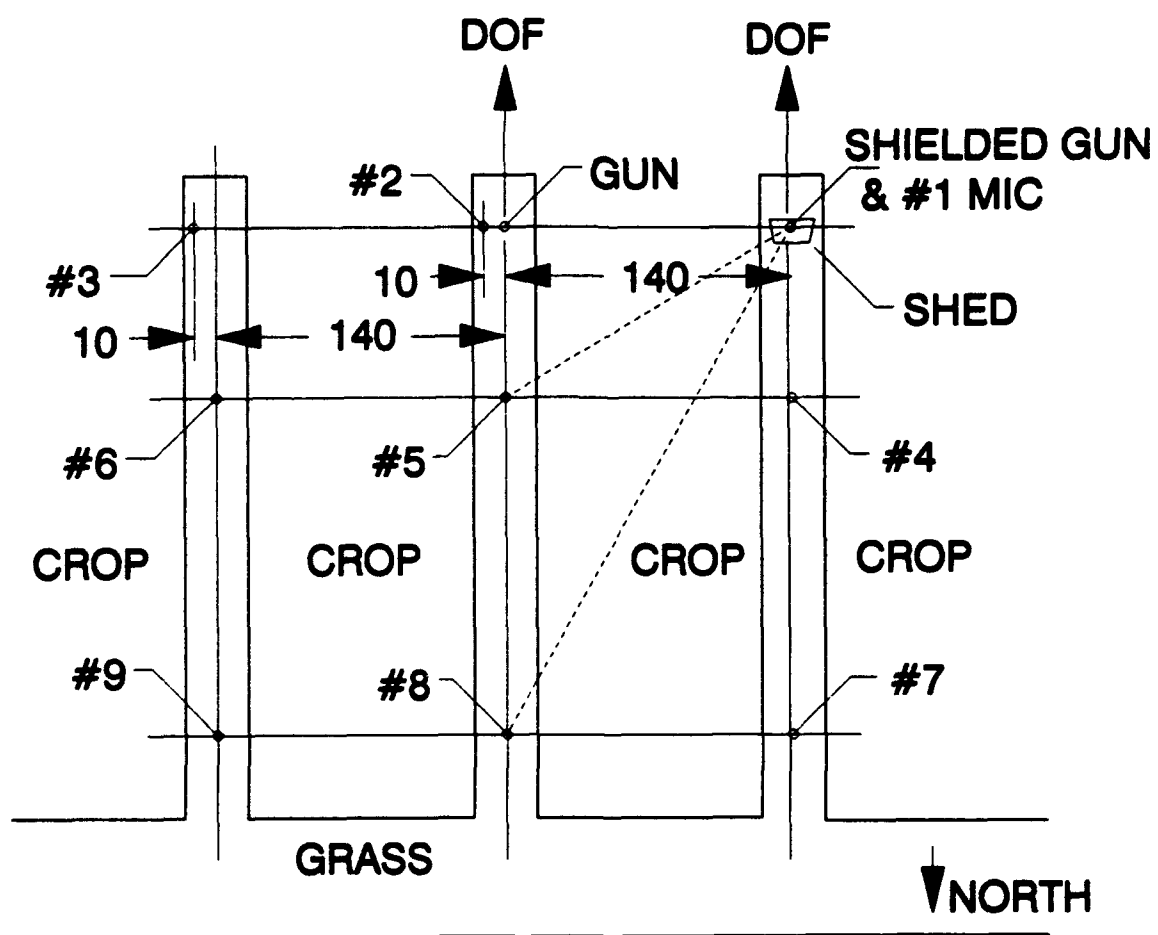 DOF
DOF
SHIELDED GUN
& #1 MIC
#2
GUN
#3
10
140
SHED
10
140
#6
#5
#4
CROP
CROP
CROP
CROP
#9
#8
#7
GRASS
NORTH